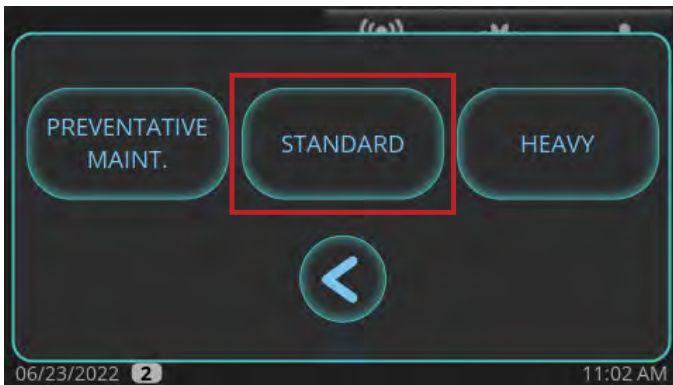 PREVENTATIVE
MAINT.
STANDARD
HEAVY
06/23/2022 2
11:02 AM